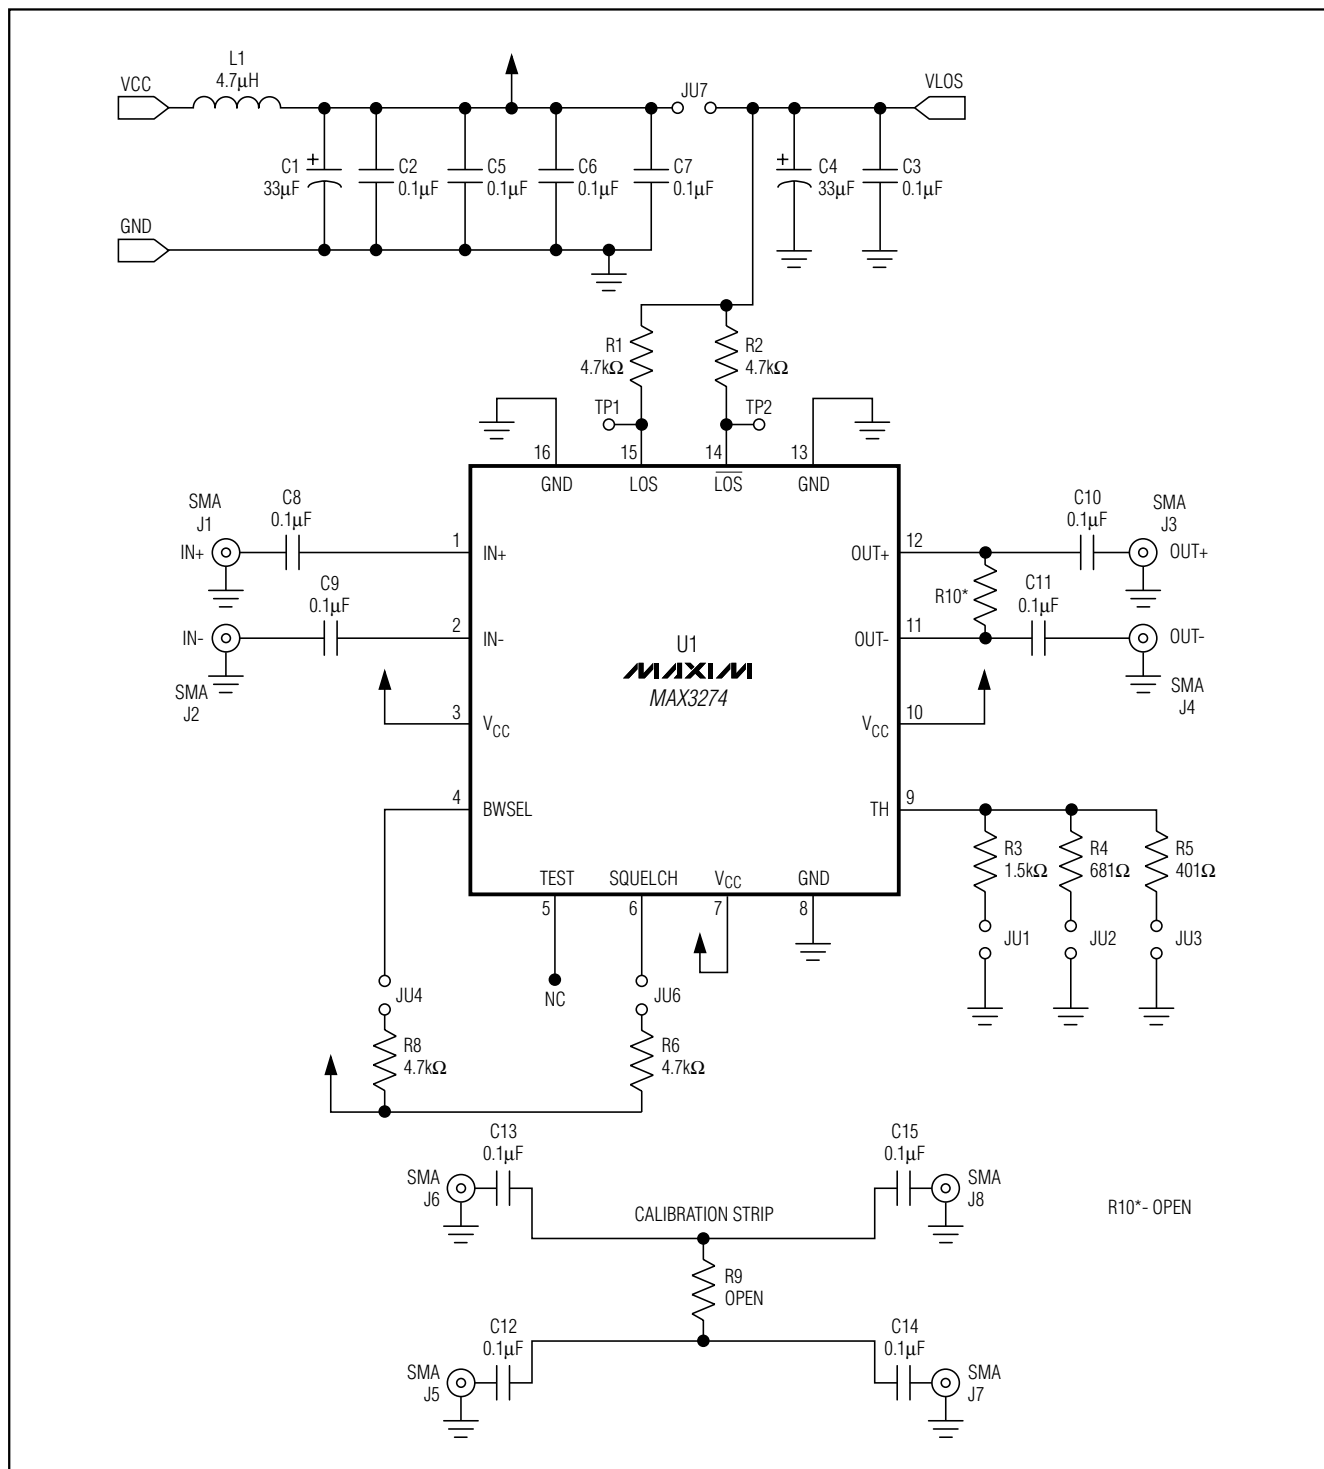 L1
4.7μH
VCC
JU7
VLOS
C1
33μF
+
C2
0.1μF
C5
0.1μF
C6
0.1μF
C7
0.1μF
+
C4
33μF
C3
0.1μF
GND
R1
4.7kΩ
R2
4.7kΩ
TP1
TP2
16
15
14
13
GND
LOS
LOS
GND
SMA
J1
IN+
C8
0.1μF
1
IN+
C9
0.1μF
IN-
2
IN-
SMA
J2
3
VCC
4
BWSEL
U1
MAXIM
MAX3274
12
OUT+
C10
0.1μF
SMA
J3
OUT+
R10*
C11
0.1μF
11
OUT-
OUT-
SMA
J4
10
VCC
9
TH
R3
1.5kΩ
R4
681Ω
R5
401Ω
JU1
JU2
JU3
TEST
SQUELCH
VCC
GND
5
6
7
8
NC
JU4
JU6
R8
4.7kΩ
R6
4.7kΩ
C13
0.1μF
SMA
J6
C15
0.1μF
SMA
J8
CALIBRATION STRIP
R10*- OPEN
R9
OPEN
C12
0.1μF
SMA
J5
C14
0.1μF
SMA
J7